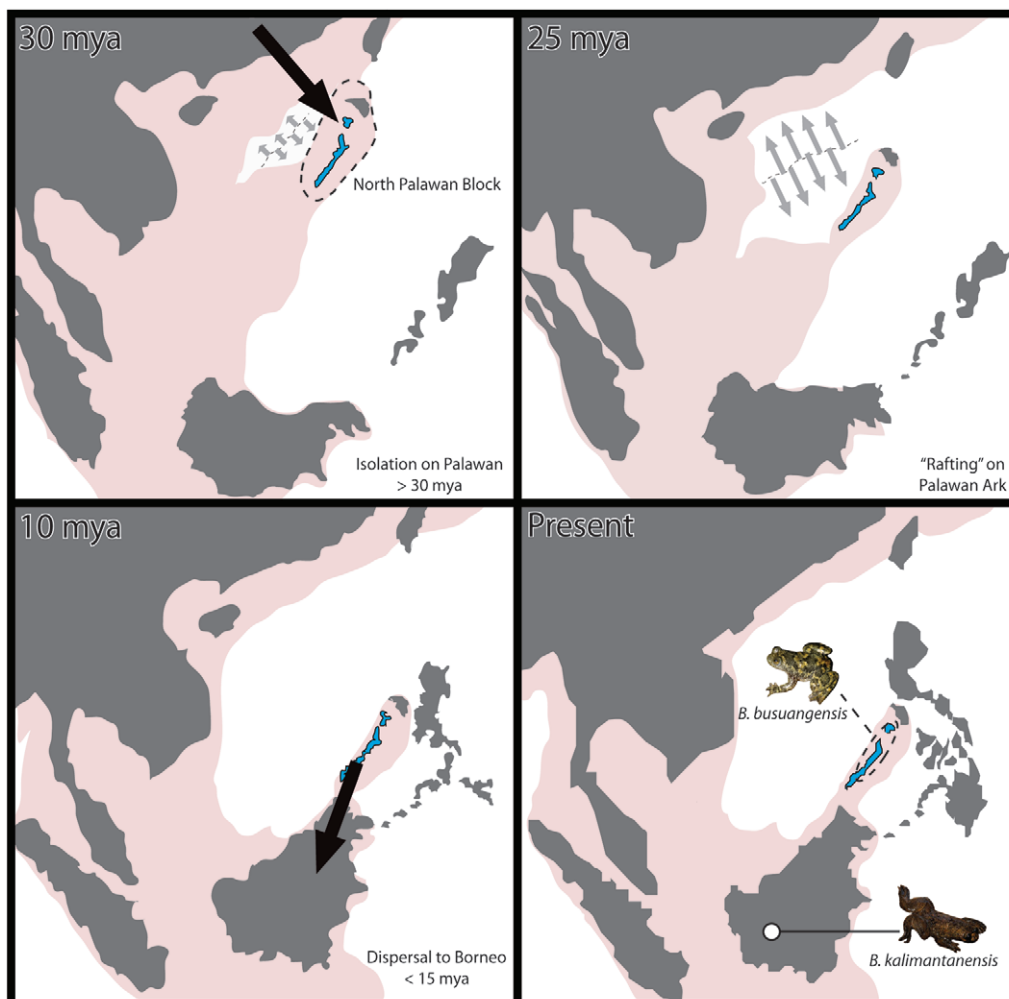 30 mya
North Palawan Block
Isolation on Palawan
> 30 mya
25 mya
"Rafting" on
Palawan Ark
10 mya
Dispersal to Borneo
< 15 mya
Present
B. busuangensis
B. kalimantanensis